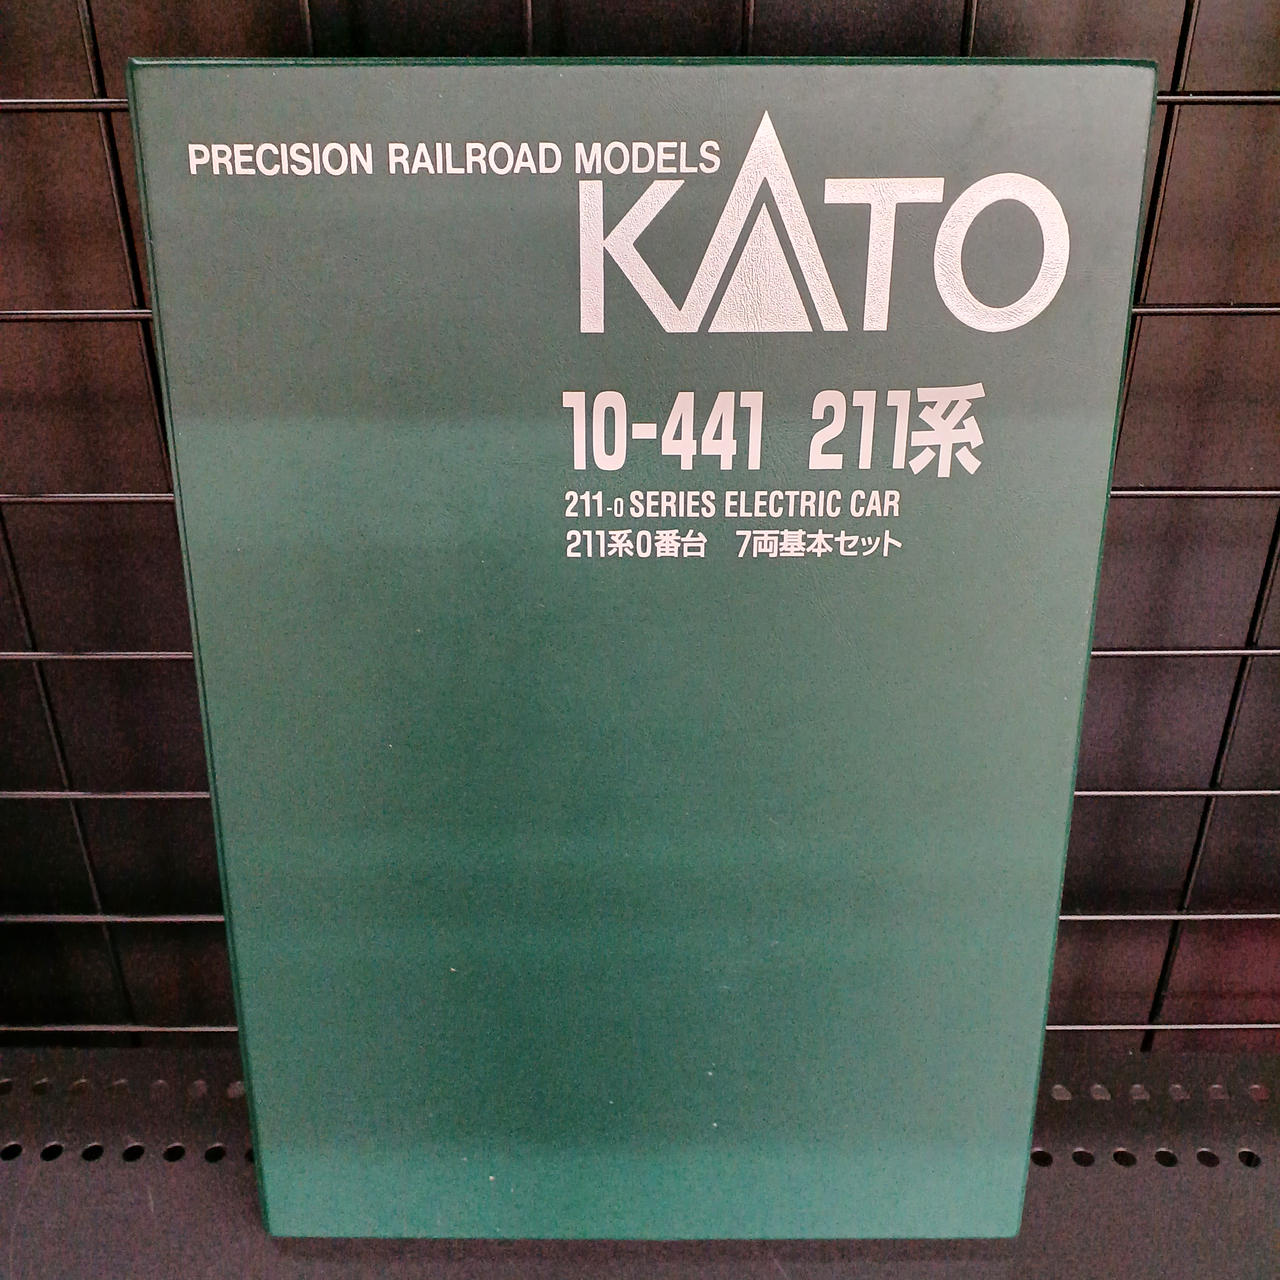 PRECISION RAILROAD MODELS
KATO
10-441 211系
211-0 SERIES ELECTRIC CAR
211系0番台 7両基本セット